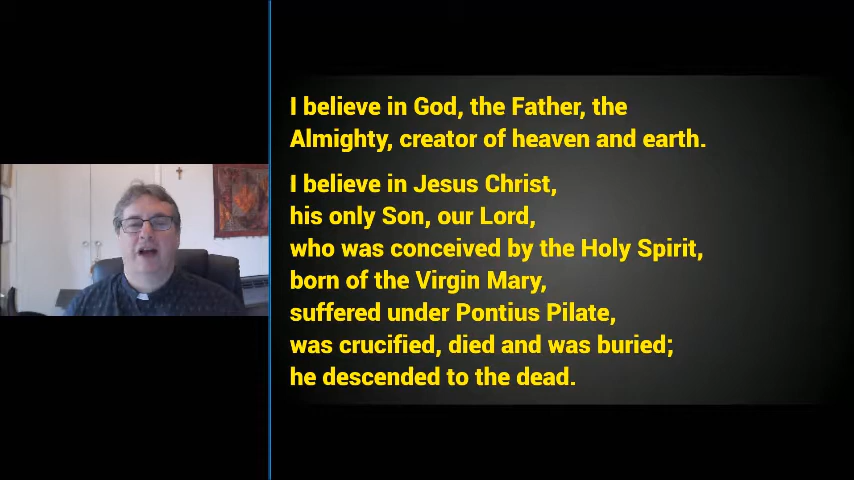 I believe in God, the Father, the
Almighty, creator of heaven and earth.
I believe in Jesus Christ,
his only Son, our Lord,
who was conceived by the Holy Spirit,
born of the Virgin Mary,
suffered under Pontius Pilate,
was crucified, died and was buried;
he descended to the dead.